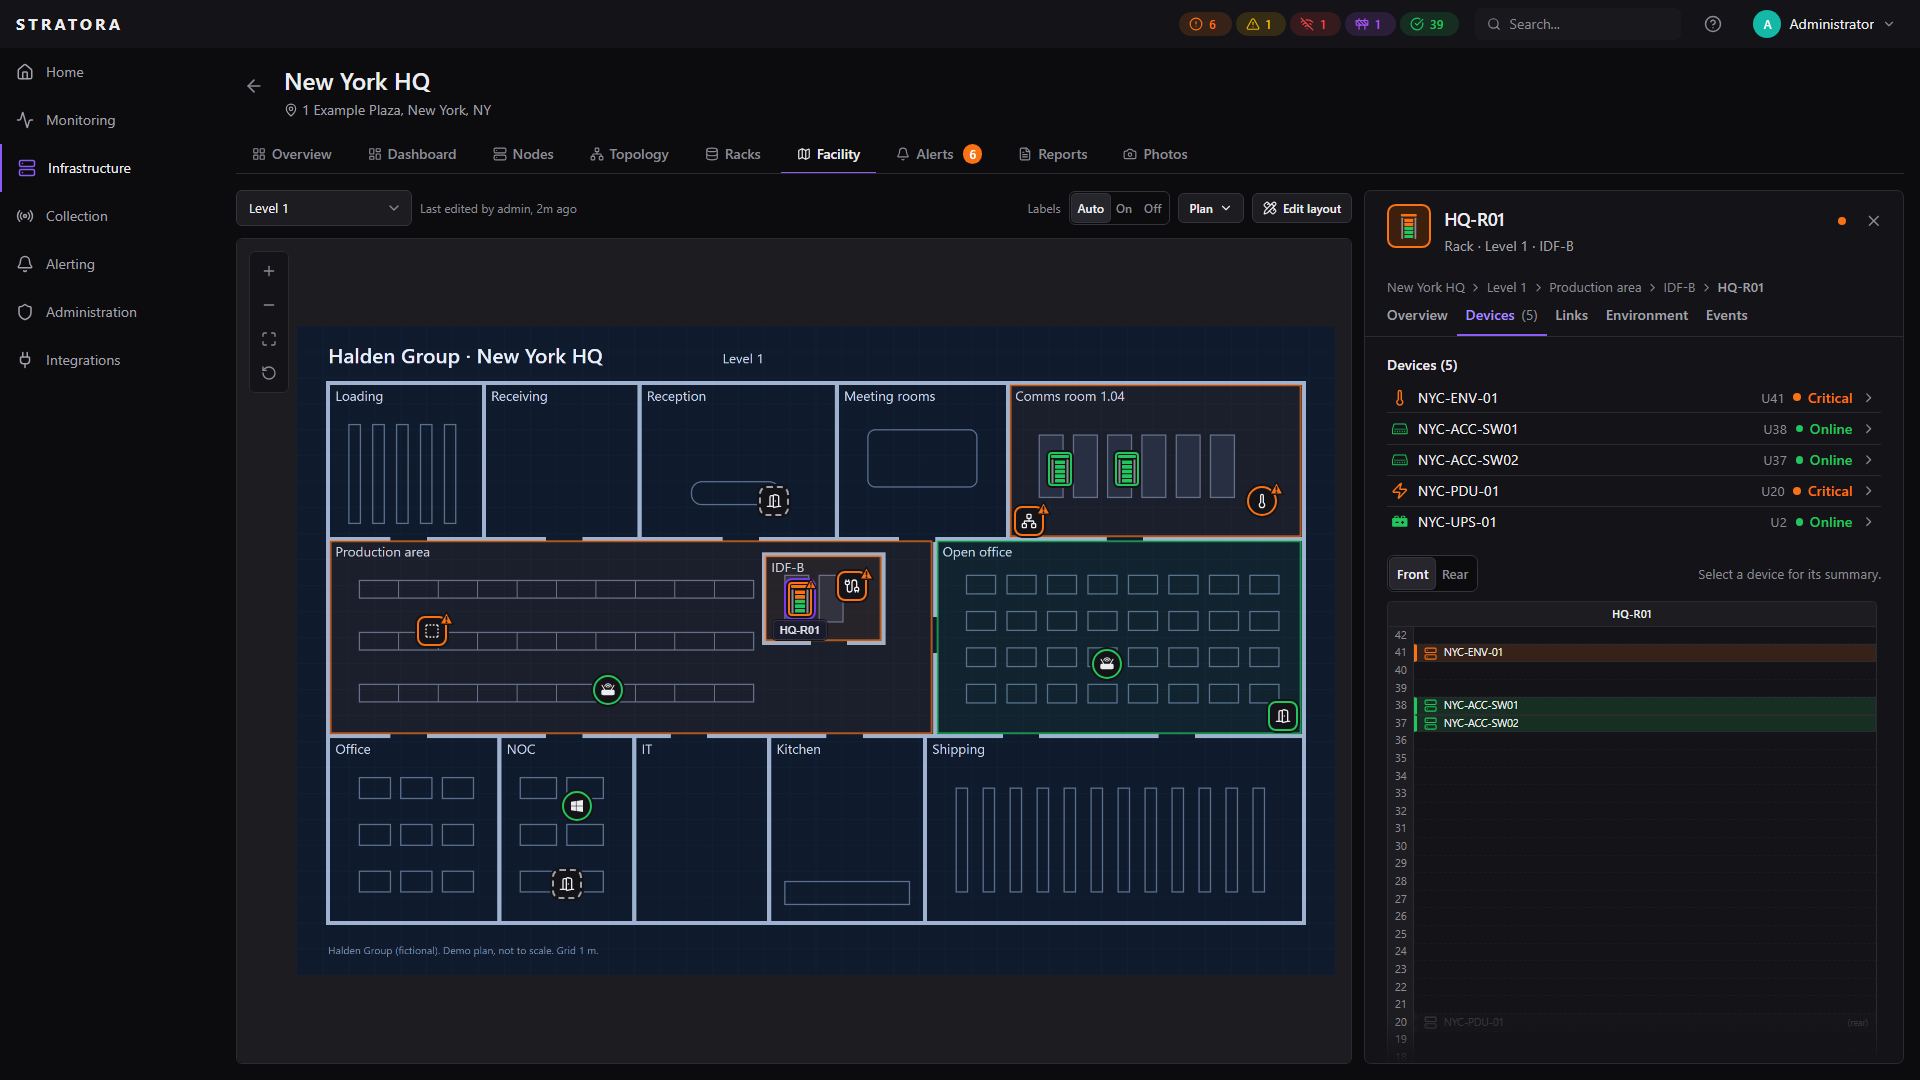 STRATORA
6
1
1
1
39
Search...
A
Administrator
Home
Monitoring
Infrastructure
Collection
Alerting
Administration
Integrations
New York HQ
1 Example Plaza, New York, NY
Overview
Dashboard
Nodes
Topology
Racks
Facility
Alerts 6
Reports
Photos
Level 1
Last edited by admin, 2m ago
Labels
Auto
On
Off
Plan
Edit layout
Halden Group · New York HQ
Level 1
Loading
Receiving
Reception
Meeting rooms
Comms room 1.04
Production area
IDF-B
HQ-R01
Open office
Office
NOC
IT
Kitchen
Shipping
Halden Group (fictional). Demo plan, not to scale. Grid 1 m.
HQ-R01
Rack · Level 1 · IDF-B
New York HQ > Level 1 > Production area > IDF-B > HQ-R01
Overview
Devices (5)
Links
Environment
Events
Devices (5)
NYC-ENV-01 U41 Critical
NYC-ACC-SW01 U38 Online
NYC-ACC-SW02 U37 Online
NYC-PDU-01 U20 Critical
NYC-UPS-01 U2 Online
Front
Rear
Select a device for its summary.
HQ-R01
42
41 NYC-ENV-01
40
39
38 NYC-ACC-SW01
37 NYC-ACC-SW02
36
35
34
33
32
31
30
29
28
27
26
25
24
23
22
21
20 NYC-PDU-01 (rear)
19
18